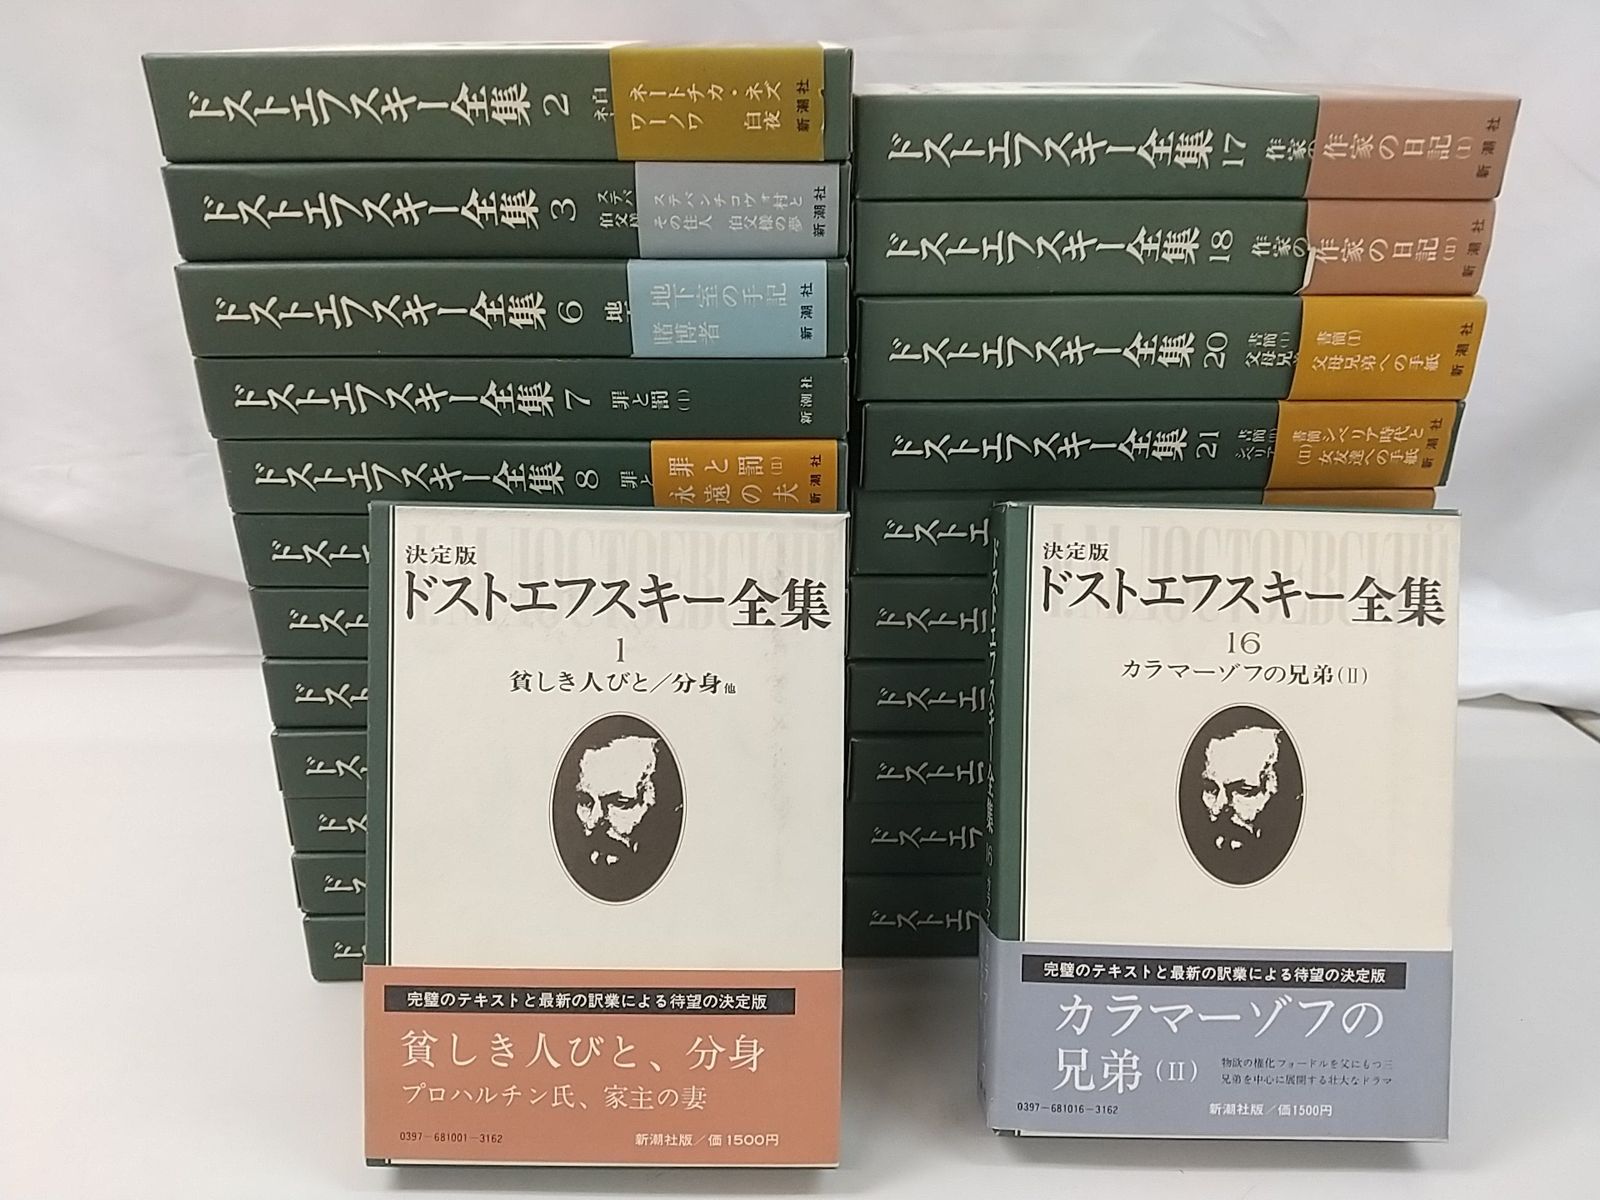 ドストエフスキー全集 2
ネートチカ・ネズ
ワーノワ 白夜
新潮社
ドストエフスキー全集 3
ステパンチコヴォ村と
その住人 伯父様の夢
新潮社
ドストエフスキー全集 6
地下室の手記
賭博者
新潮社
ドストエフスキー全集 7 罪と罰(I)
新潮社
ドストエフスキー全集 8
罪と罰(II)
永遠の夫
新潮社
ドストエフスキー全集 17
作家の日記(I)
新潮社
ドストエフスキー全集 18
作家の日記(II)
新潮社
ドストエフスキー全集 20
書簡(I)
父母兄弟への手紙
新潮社
ドストエフスキー全集 21
書簡シベリア時代と
(II)女友達への手紙
新潮社
決定版
ドストエフスキー全集
1
貧しき人びと/分身他
完璧のテキストと最新の訳業による待望の決定版
貧しき人びと、分身
プロハルチン氏、家主の妻
0397-681001-3162
新潮社版/価1500円
決定版
ドストエフスキー全集
16
カラマーゾフの兄弟(II)
完璧のテキストと最新の訳業による待望の決定版
カラマーゾフの
兄弟(II)
物欲の権化フョードルを父にもつ三
兄弟を中心に展開する壮大なドラマ
0397-681016-3162
新潮社版/価1500円